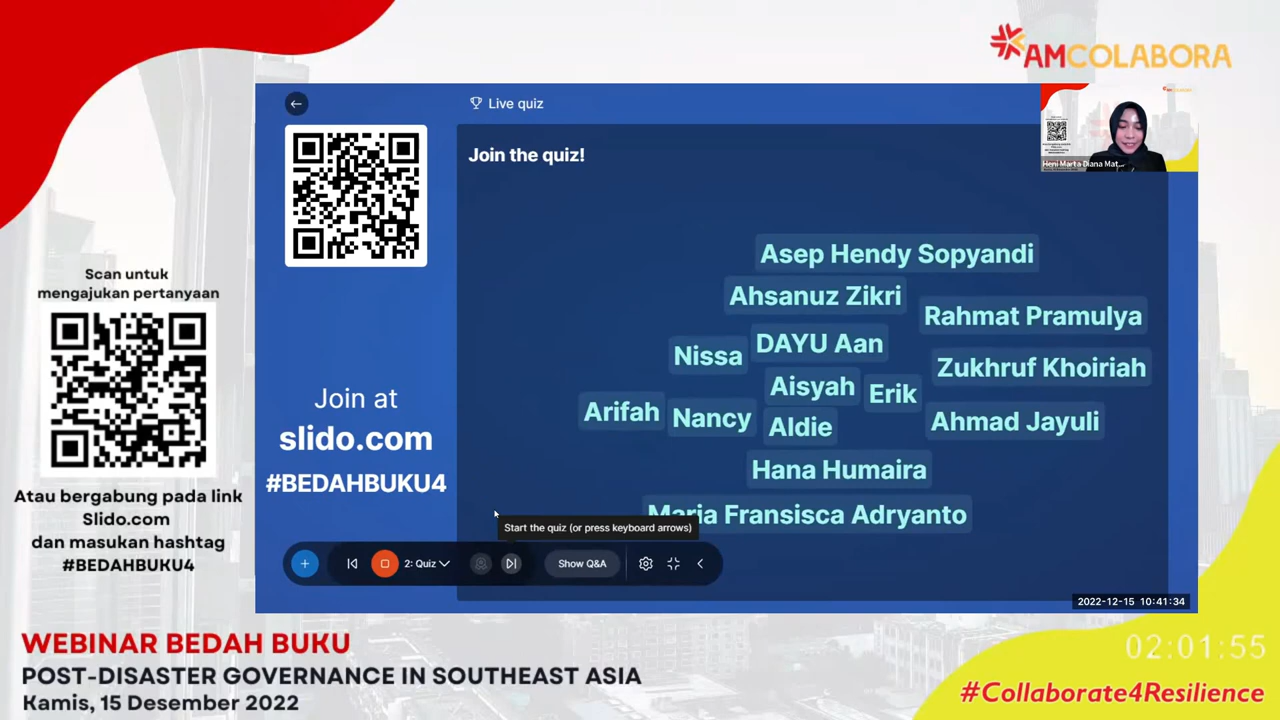 AMCOLABORA
Live quiz
Join the quiz!
Heni Marta Diana Mat...
Asep Hendy Sopyandi
Ahsanuz Zikri
Rahmat Pramulya
DAYU Aan
Nissa
Zukhruf Khoiriah
Aisyah
Erik
Arifah
Nancy
Aldie
Ahmad Jayuli
Hana Humaira
Maria Fransisca Adryanto
Scan untuk
mengajukan pertanyaan
Atau bergabung pada link
Slido.com
dan masukan hashtag
#BEDAHBUKU4
Join at
slido.com
#BEDAHBUKU4
Start the quiz (or press keyboard arrows)
2: Quiz
Show Q&A
2022-12-15 10:41:34
WEBINAR BEDAH BUKU
POST-DISASTER GOVERNANCE IN SOUTHEAST ASIA
Kamis, 15 Desember 2022
02:01:55
#Collaborate4Resilience